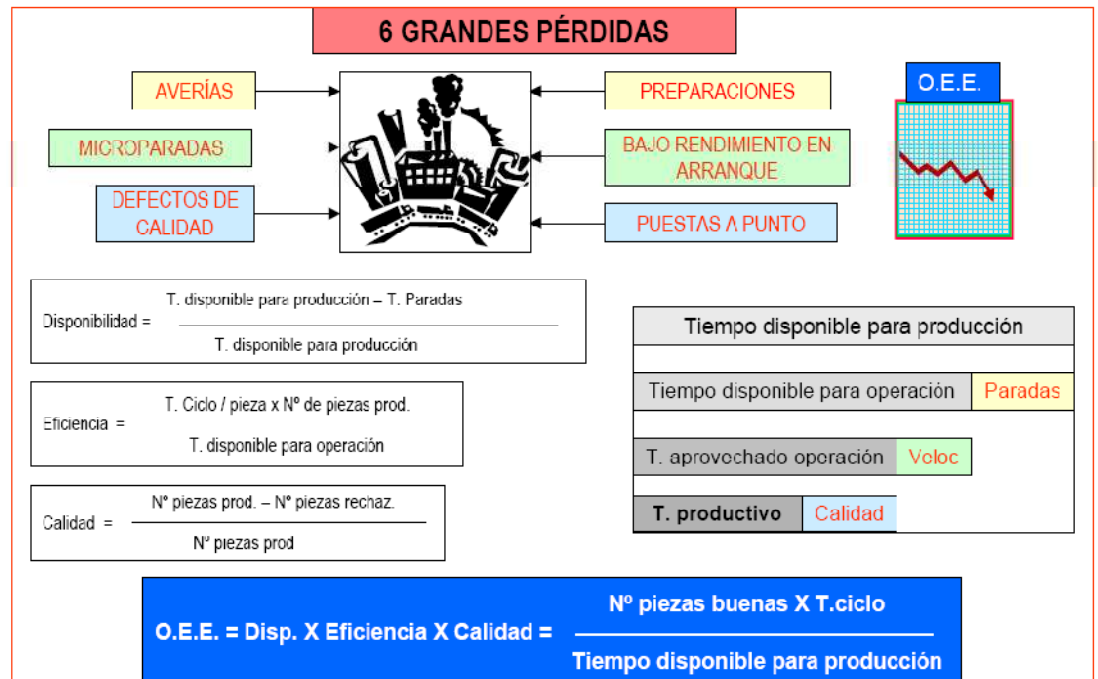 6 GRANDES PÉRDIDAS
AVERÍAS
PREPARACIONES
O.E.E.
MICROPARADAS
BAJO RENDIMIENTO EN
ARRANQUE
DEFECTOS DE
CALIDAD
PUESTAS A PUNTO
T. disponible para producción – T. Paradas
Disponibilidad =
T. disponible para producción
T. Ciclo / pieza x Nº de piezas prod.
Eficiencia =
T. disponible para operación
Nº piezas prod. – Nº piezas rechaz.
Calidad =
Nº piezas prod
Tiempo disponible para producción
Tiempo disponible para operación Paradas
T. aprovechado operación Veloc
T. productivo Calidad
Nº piezas buenas X T.ciclo
O.E.E. = Disp. X Eficiencia X Calidad =
Tiempo disponible para producción